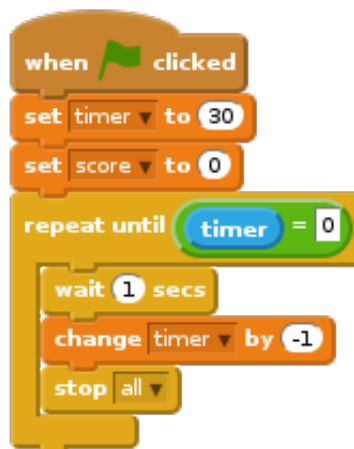 when clicked
set timer to 30
set score to 0
repeat until timer = 0
wait 1 secs
change timer by -1
stop all